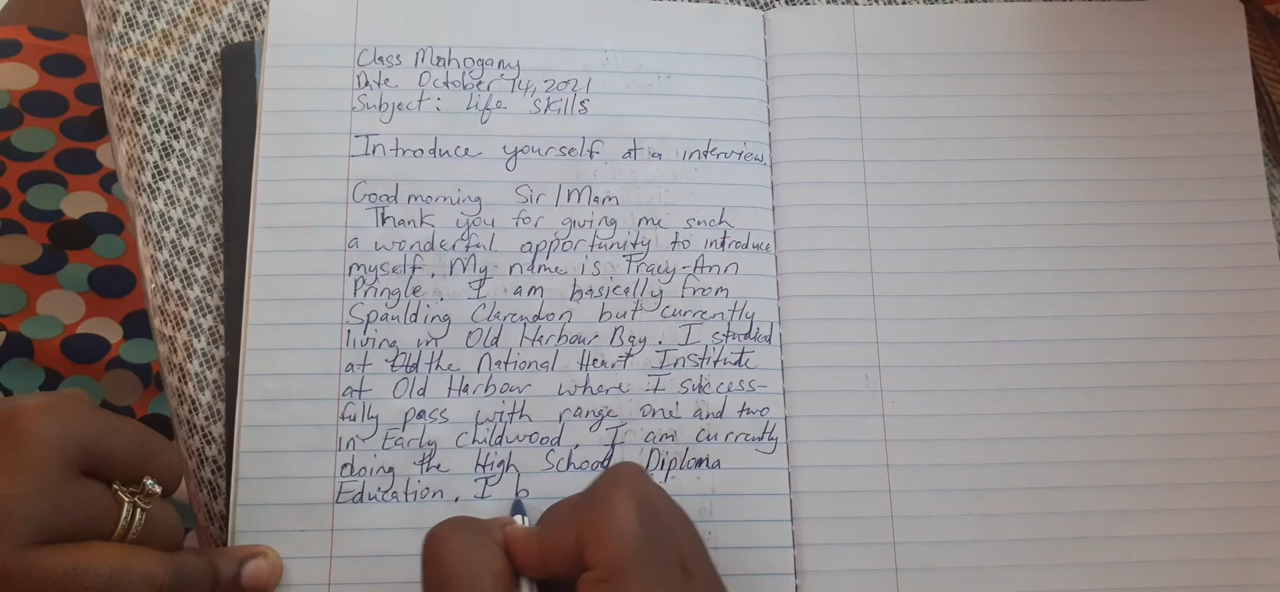 Class Mahogany
Date October 14, 2021
Subject: Life skills
Introduce yourself at a interview.
Good morning Sir / Mam
Thank you for giving me such
a wonderful opportunity to introduce
myself. My name is Tracy-Ann
Pringle. I am basically from
Spaulding Clarendon but currently
living in Old Harbour Bay. I studied
at the National Heart Institute
at Old Harbour where I success-
fully pass with range one and two
in Early Childwood. I am currently
doing the High School Diploma
Education. I b